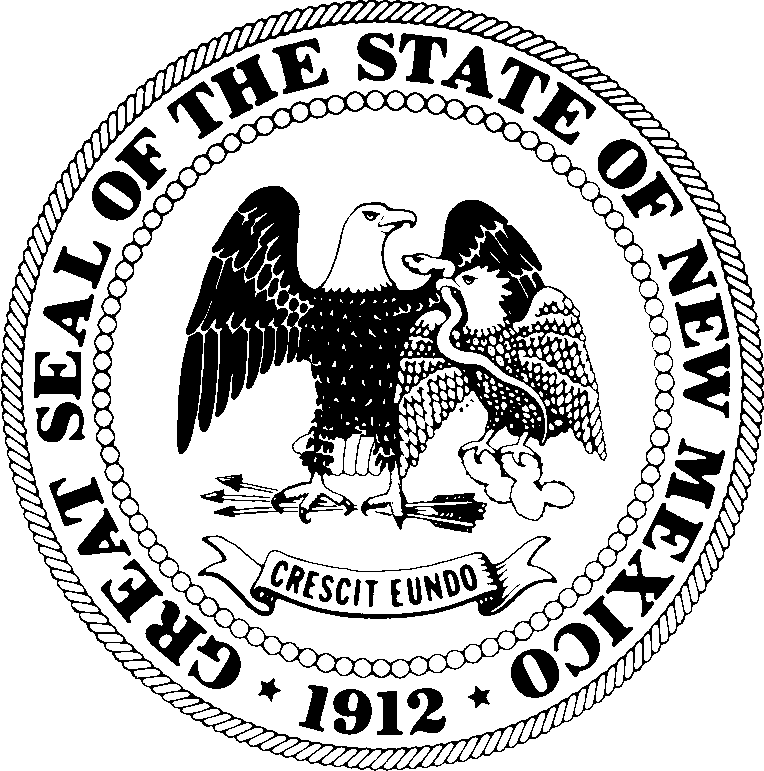 GREAT SEAL OF THE STATE OF NEW MEXICO
CRESCIT EUNDO
1912